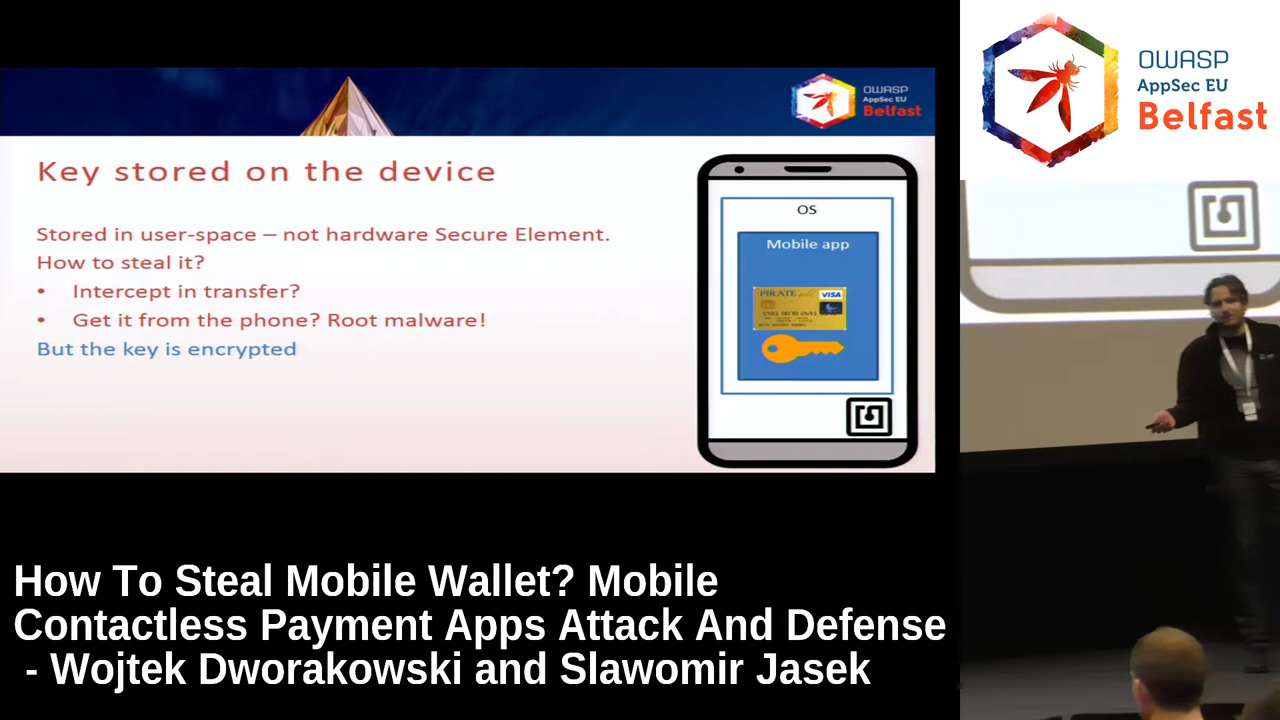 OWASP
AppSec EU
Belfast
Key stored on the device
Stored in user-space – not hardware Secure Element.
How to steal it?
• Intercept in transfer?
• Get it from the phone? Root malware!
But the key is encrypted
OS
Mobile app
PIRATE
VISA
OWASP
AppSec EU
Belfast
How To Steal Mobile Wallet? Mobile
Contactless Payment Apps Attack And Defense
- Wojtek Dworakowski and Slawomir Jasek